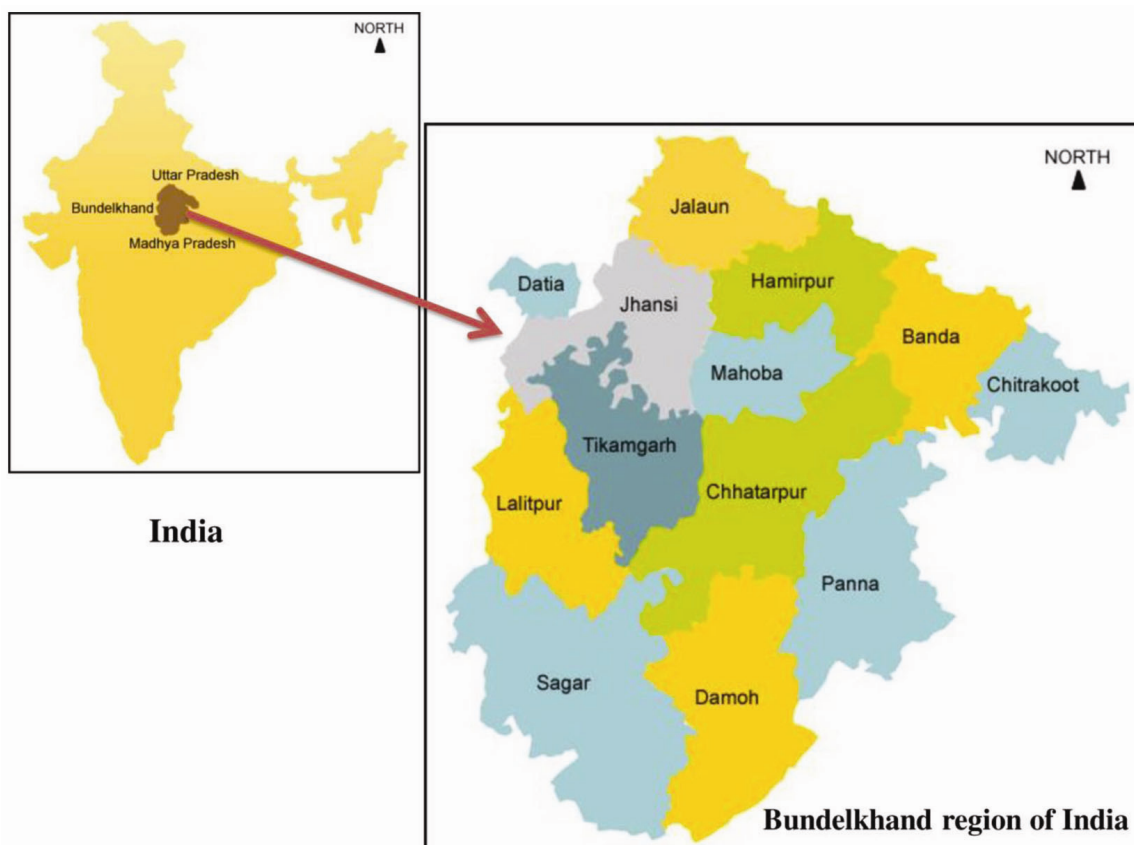 NORTH
Uttar Pradesh
Bundelkhand
Madhya Pradesh
India
NORTH
Jalaun
Datia
Jhansi
Hamirpur
Banda
Mahoba
Chitrakoot
Tikamgarh
Lalitpur
Chhatarpur
Panna
Sagar
Damoh
Bundelkhand region of India